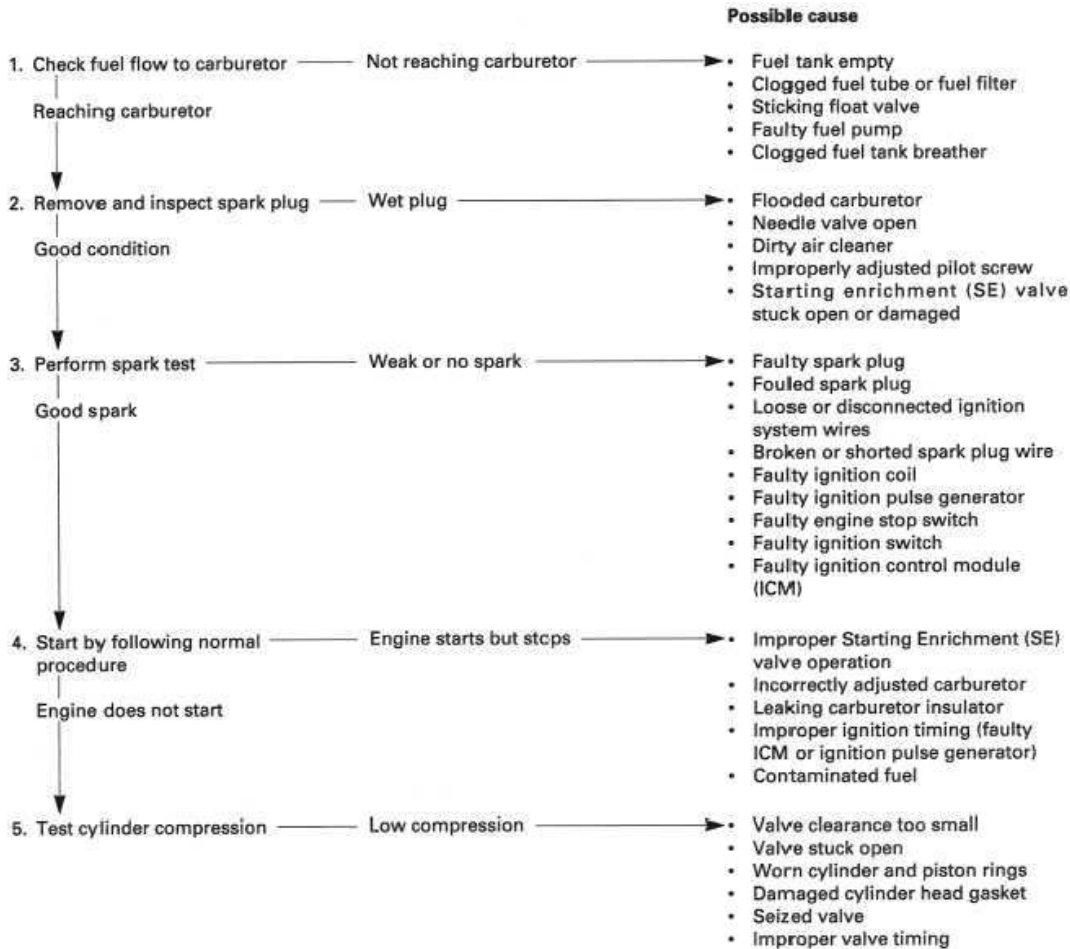 Possible cause
1. Check fuel flow to carburetor
Not reaching carburetor
• Fuel tank empty
• Clogged fuel tube or fuel filter
• Sticking float valve
• Faulty fuel pump
• Clogged fuel tank breather
Reaching carburetor
2. Remove and inspect spark plug
Wet plug
• Flooded carburetor
• Needle valve open
• Dirty air cleaner
• Improperly adjusted pilot screw
• Starting enrichment (SE) valve
stuck open or damaged
Good condition
3. Perform spark test
Weak or no spark
• Faulty spark plug
• Fouled spark plug
• Loose or disconnected ignition
system wires
• Broken or shorted spark plug wire
• Faulty ignition coil
• Faulty ignition pulse generator
• Faulty engine stop switch
• Faulty ignition switch
• Faulty ignition control module
(ICM)
Good spark
4. Start by following normal
procedure
Engine starts but stops
• Improper Starting Enrichment (SE)
valve operation
• Incorrectly adjusted carburetor
• Leaking carburetor insulator
• Improper ignition timing (faulty
ICM or ignition pulse generator)
• Contaminated fuel
Engine does not start
5. Test cylinder compression
Low compression
• Valve clearance too small
• Valve stuck open
• Worn cylinder and piston rings
• Damaged cylinder head gasket
• Seized valve
• Improper valve timing